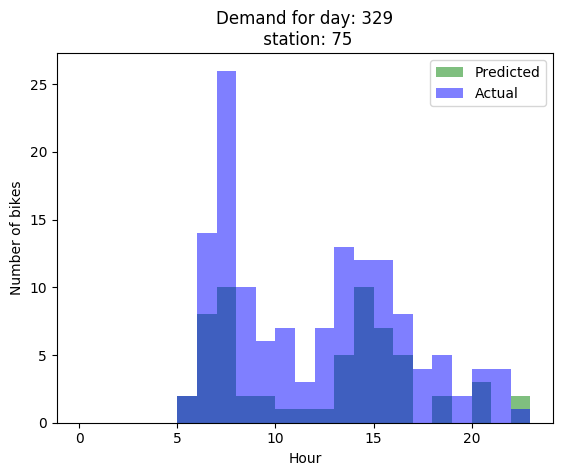 Demand for day: 329
station: 75
Predicted
Actual
Number of bikes
25
20
15
10
5
0
0
5
10
15
20
Hour